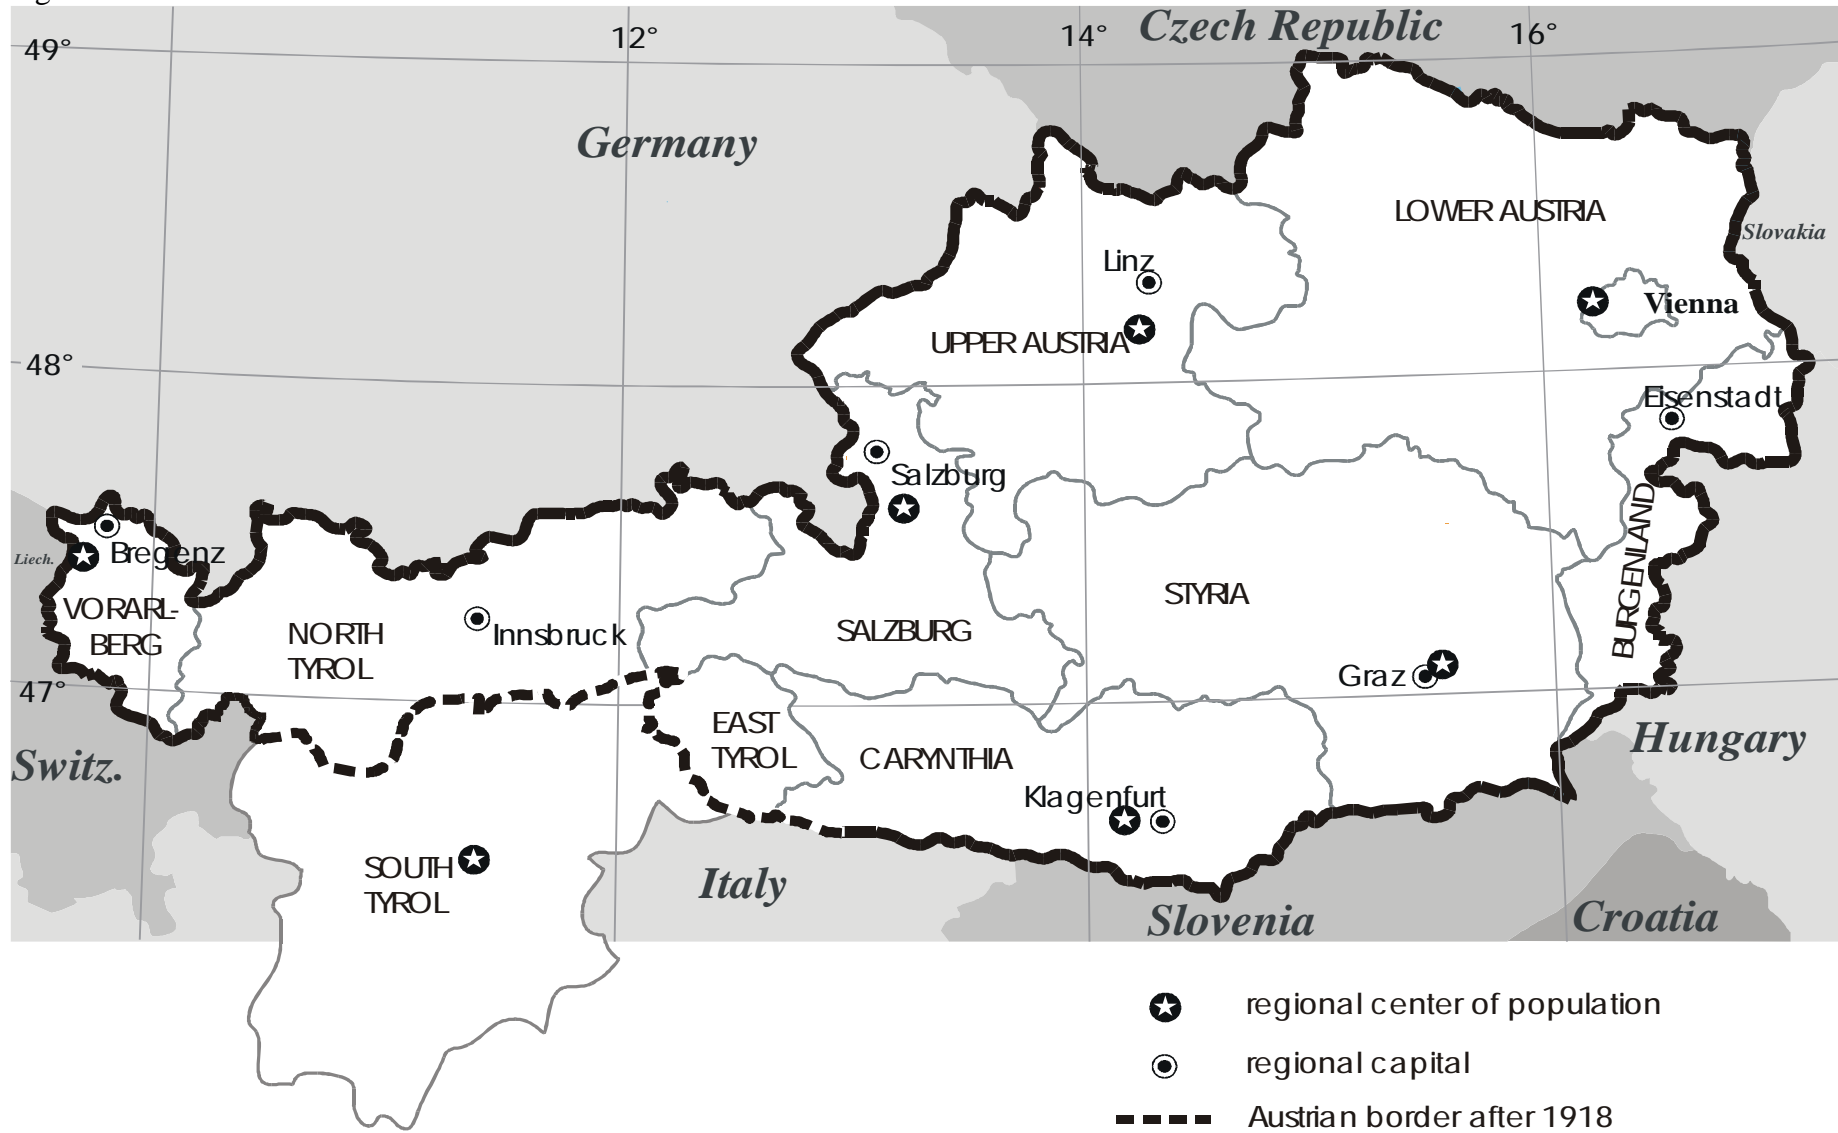 Czech Republic
12°
14°
16°
49°
Germany
LOWER AUSTRIA
Slovakia
Linz
Vienna
UPPER AUSTRIA
48°
Eisenstadt
Salzburg
Bregenz
Liech.
BURGENLAND
STYRIA
VORARL-
BERG
NORTH
TYROL
Innsbruck
SALZBURG
Graz
47°
EAST
TYROL
CARYNTHIA
Hungary
Switz.
Klagenfurt
SOUTH
TYROL
Italy
Slovenia
Croatia
regional center of population
regional capital
Austrian border after 1918